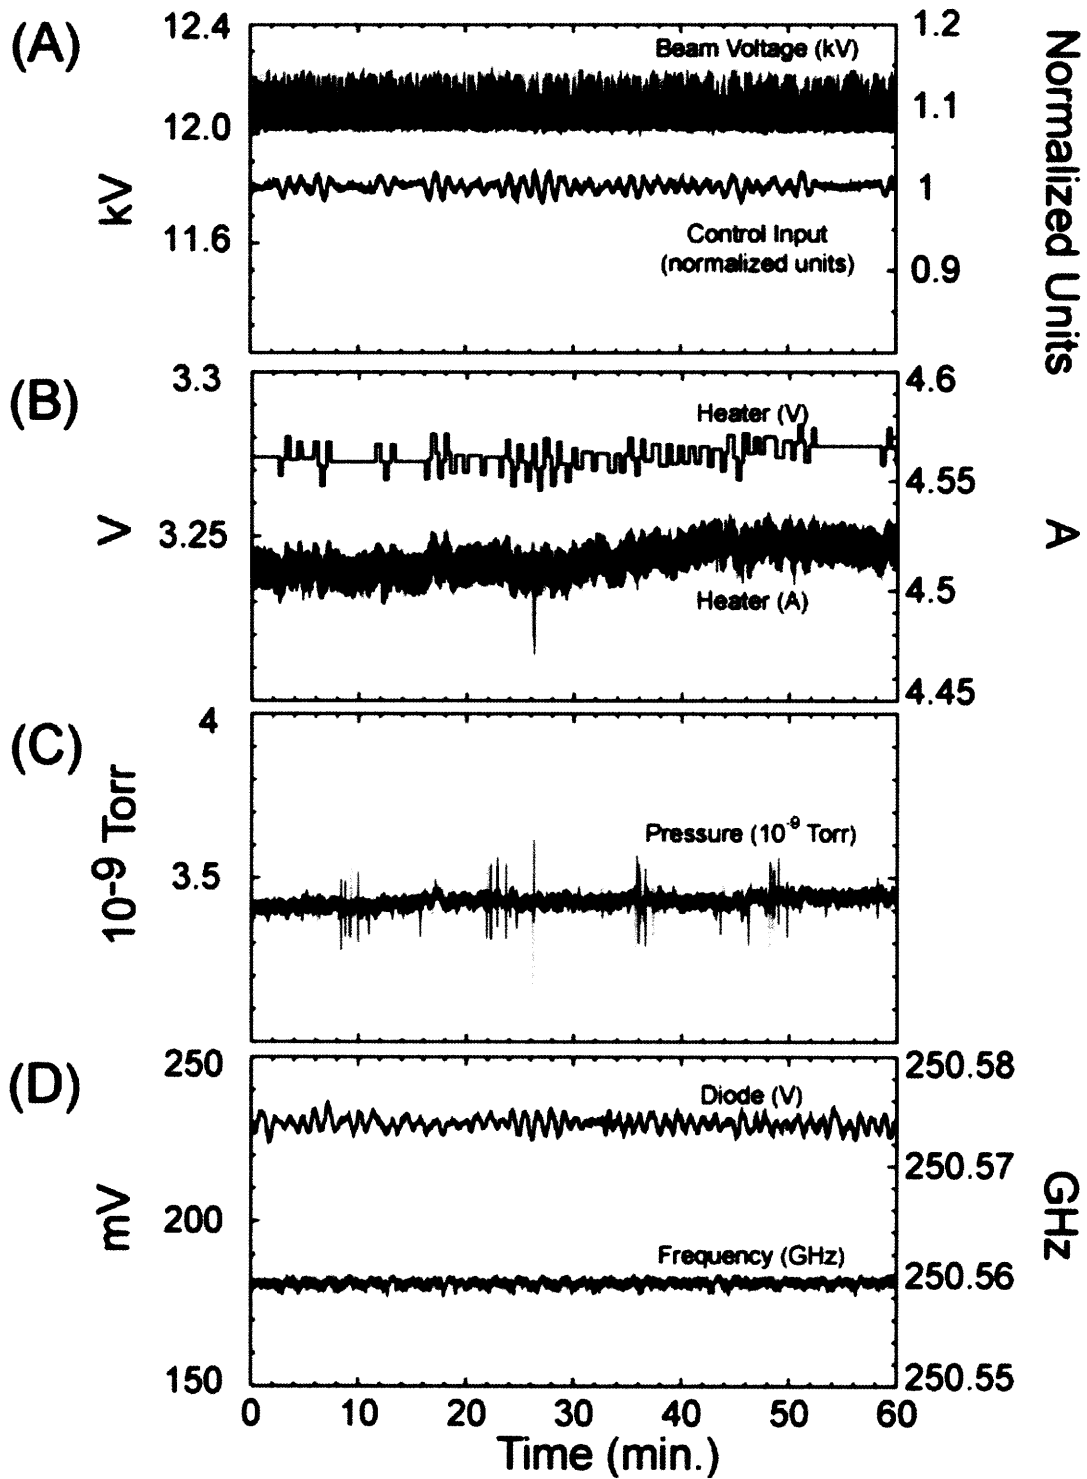 (A)
12.4
12.0
11.6
kV
Beam Voltage (kV)
Control Input
(normalized units)
1.2
1.1
1
0.9
Normalized Units
(B)
3.3
3.25
V
Heater (V)
Heater (A)
4.6
4.55
4.5
4.45
A
(C)
4
3.5
10-9 Torr
Pressure (10-9 Torr)
(D)
250
200
150
mV
Diode (V)
Frequency (GHz)
250.58
250.57
250.56
250.55
GHz
0 10 20 30 40 50 60
Time (min.)